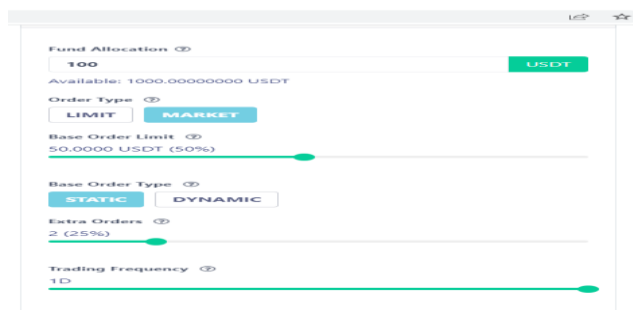 Fund Allocation ?
100 USDT
Available: 1000.00000000 USDT
Order Type ?
LIMIT MARKET
Base Order Limit ?
50.0000 USDT (50%)
Base Order Type ?
STATIC DYNAMIC
Extra Orders ?
2 (25%)
Trading Frequency ?
1D